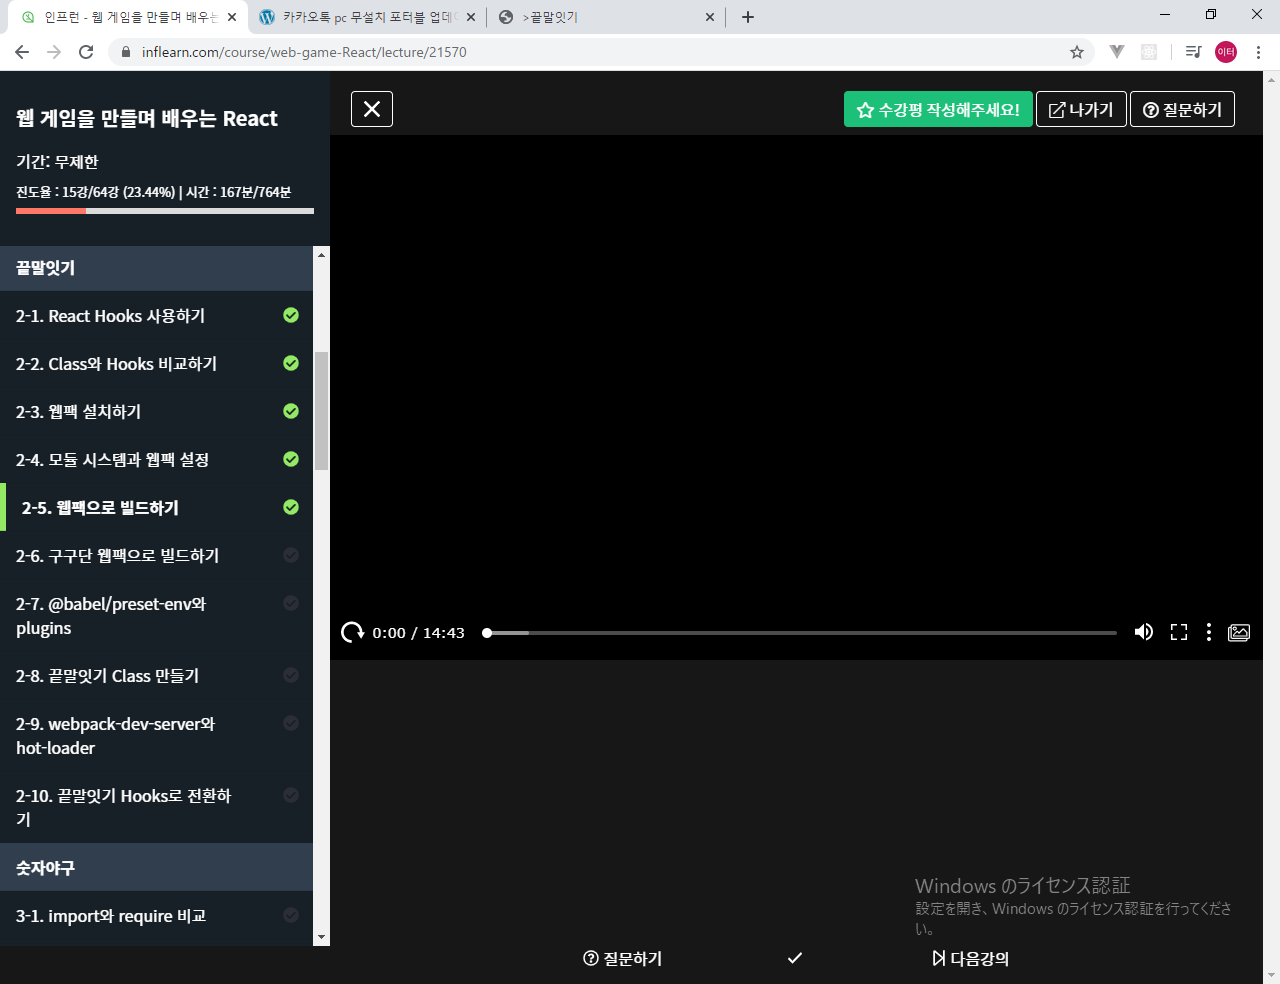 인프런 - 웹 게임을 만들며 배우는
카카오톡 pc 무설치 포터블 업데이
>끝말잇기
inflearn.com/course/web-game-React/lecture/21570
이터
웹 게임을 만들며 배우는 React
기간: 무제한
진도율 : 15강/64강 (23.44%) | 시간 : 167분/764분
수강평 작성해주세요!
나가기
질문하기
끝말잇기
2-1. React Hooks 사용하기
2-2. Class와 Hooks 비교하기
2-3. 웹팩 설치하기
2-4. 모듈 시스템과 웹팩 설정
2-5. 웹팩으로 빌드하기
2-6. 구구단 웹팩으로 빌드하기
2-7. @babel/preset-env와
plugins
2-8. 끝말잇기 Class 만들기
2-9. webpack-dev-server와
hot-loader
2-10. 끝말잇기 Hooks로 전환하
기
숫자야구
3-1. import와 require 비교
0:00 / 14:43
Windows のライセンス認証
設定を開き、Windows のライセンス認証を行ってくださ
い。
질문하기
다음강의